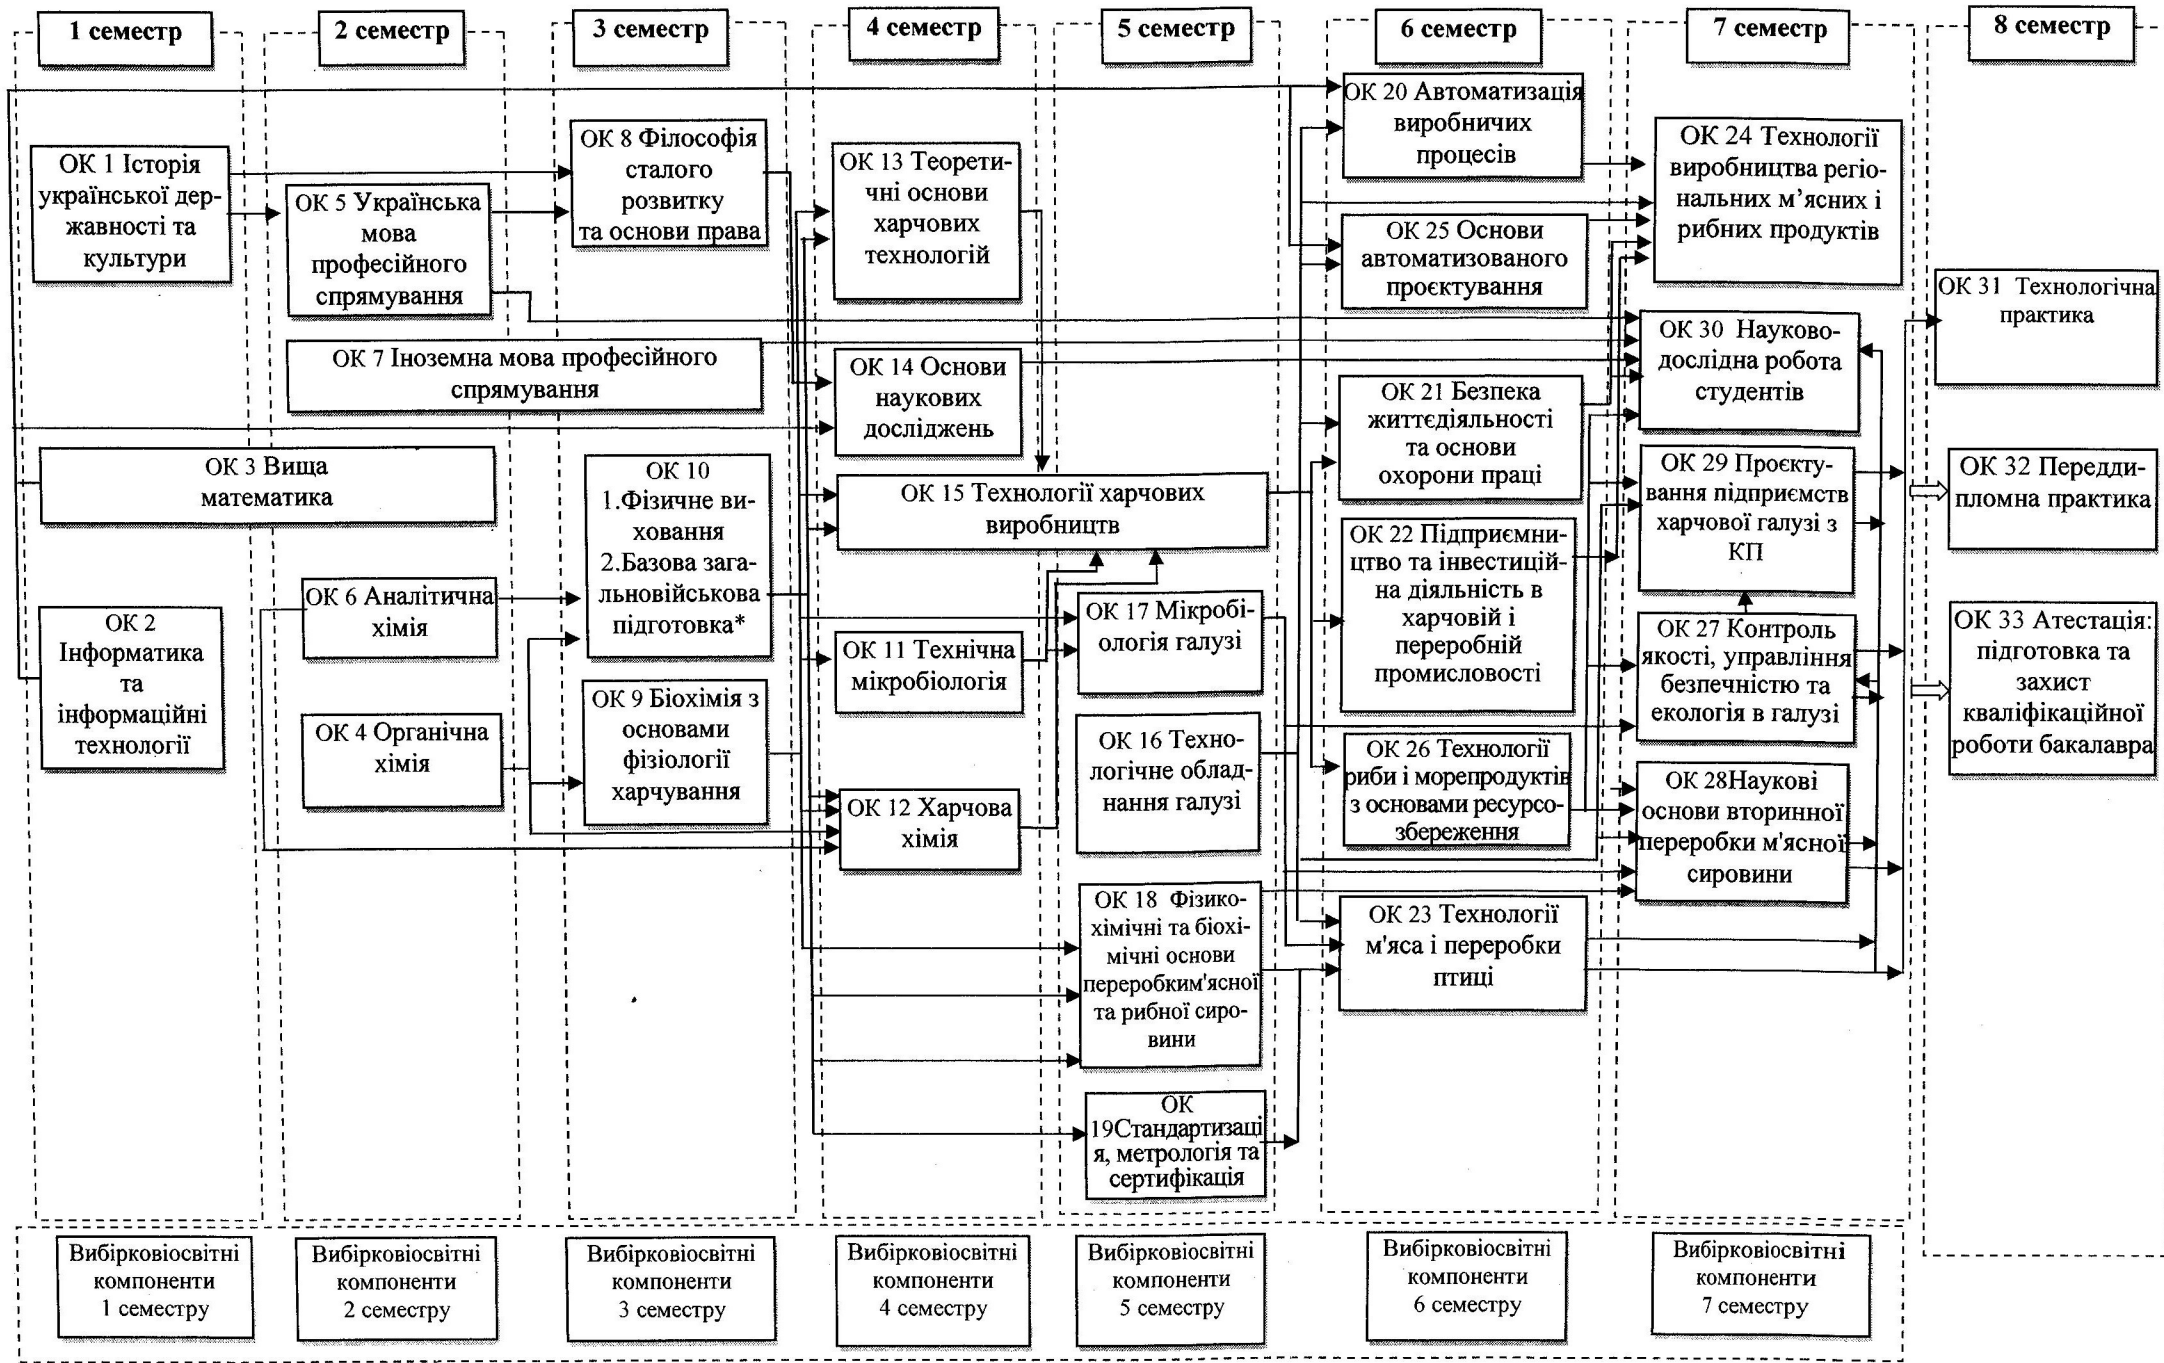 1 семестр
2 семестр
3 семестр
4 семестр
5 семестр
6 семестр
7 семестр
8 семестр
ОК 1 Історія
української дер-
жавності та
культури
ОК 3 Вища
математика
ОК 2
Інформатика
та
інформаційні
технології
ОК 5 Українська
мова
професійного
спрямування
ОК 7 Іноземна мова професійного
спрямування
ОК 6 Аналітична
хімія
ОК 4 Органічна
хімія
ОК 8 Філософія
сталого
розвитку
та основи права
ОК 10
1.Фізичне ви-
ховання
2.Базова зага-
льновійськова
підготовка*
ОК 9 Біохімія з
основами
фізіології
харчування
ОК 13 Теорети-
чні основи
харчових
технологій
ОК 14 Основи
наукових
досліджень
ОК 15 Технології харчових
виробництв
ОК 11 Технічна
мікробіологія
ОК 12 Харчова
хімія
ОК 17 Мікробі-
ологія галузі
ОК 16 Техно-
логічне облад-
нання галузі
ОК 18 Фізико-
хімічні та біохі-
мічні основи
переробким'ясної
та рибної сиро-
вини
ОК
19Стандартизаці
я, метрологія та
сертифікація
ОК 20 Автоматизація
виробничих
процесів
ОК 25 Основи
автоматизованого
проєктування
ОК 21 Безпека
життєдіяльності
та основи
охорони праці
ОК 22 Підприємни-
цтво та інвестицій-
на діяльність в
харчовій і
переробній
промисловості
ОК 26 Технології
риби і морепродуктів
з основами ресурсо-
збереження
ОК 23 Технології
м'яса і переробки
птиці
ОК 24 Технології
виробництва регіо-
нальних м’ясних і
рибних продуктів
ОК 30 Науково-
дослідна робота
студентів
ОК 29 Проєкту-
вання підприємств
харчової галузі з
КП
ОК 27 Контроль
якості, управління
безпечністю та
екологія в галузі
ОК 28Наукові
основи вторинної
переробки м'ясної
сировини
ОК 31 Технологічна
практика
ОК 32 Переддип-
пломна практика
ОК 33 Атестація:
підготовка та
захист
кваліфікаційної
роботи бакалавра
Вибірковіосвітні
компоненти
1 семестру
Вибірковіосвітні
компоненти
2 семестру
Вибірковіосвітні
компоненти
3 семестру
Вибірковіосвітні
компоненти
4 семестру
Вибірковіосвітні
компоненти
5 семестру
Вибірковіосвітні
компоненти
6 семестру
Вибірковіосвітні
компоненти
7 семестру